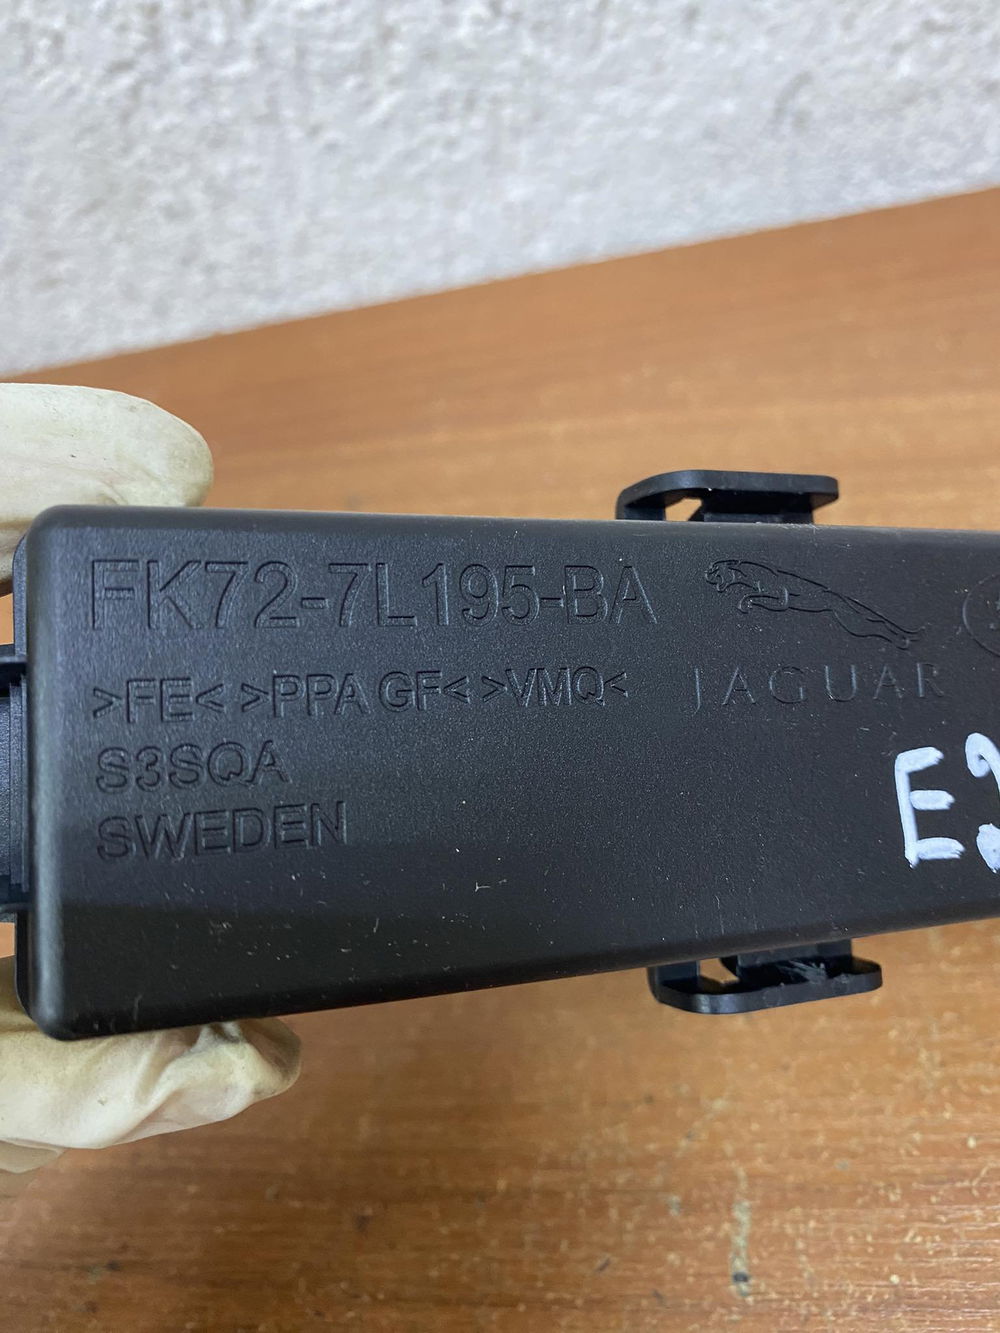 FK72-7L195-BA
>FE< >PPA GF< >VMQ<
JAGUAR
S3SQA
SWEDEN